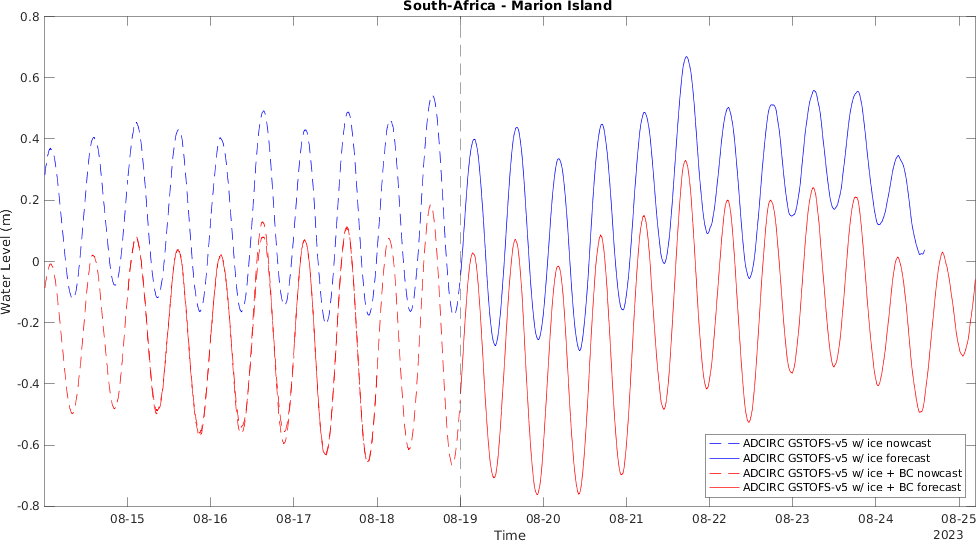 South-Africa - Marion Island
Water Level (m)
0.8
0.6
0.4
0.2
0
-0.2
-0.4
-0.6
-0.8
ADCIRC GSTOFS-v5 w/ ice nowcast
ADCIRC GSTOFS-v5 w/ ice forecast
ADCIRC GSTOFS-v5 w/ ice + BC nowcast
ADCIRC GSTOFS-v5 w/ ice + BC forecast
08-15 08-16 08-17 08-18 08-19 08-20 08-21 08-22 08-23 08-24 08-25
Time
2023